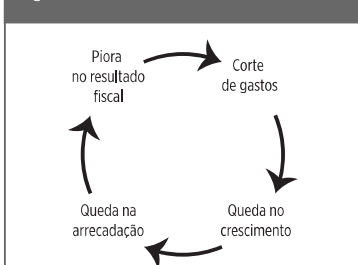 Piora
no resultado
fiscal
Corte
de gastos
Queda no
crescimento
Queda na
arrecadação